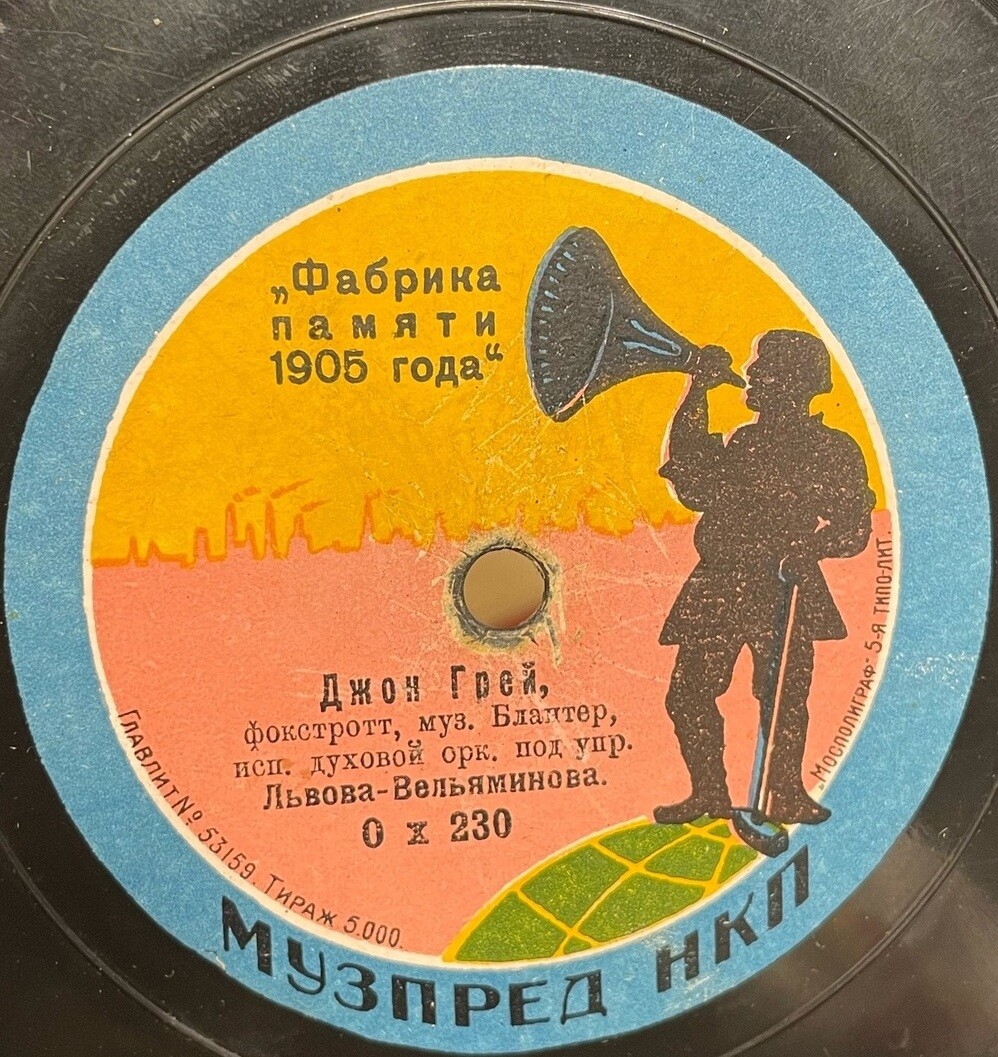 „Фабрика
памяти
1905 года“
Джон Грей,
фокстротт, муз. Блантер,
исп. духовой орк. под упр.
Львова-Вельяминова.
0 х 230
Главлит № 53159. Тираж 5.000.
„Мосполиграф“ 5-я типо-лит.
МУЗПРЕД НКП